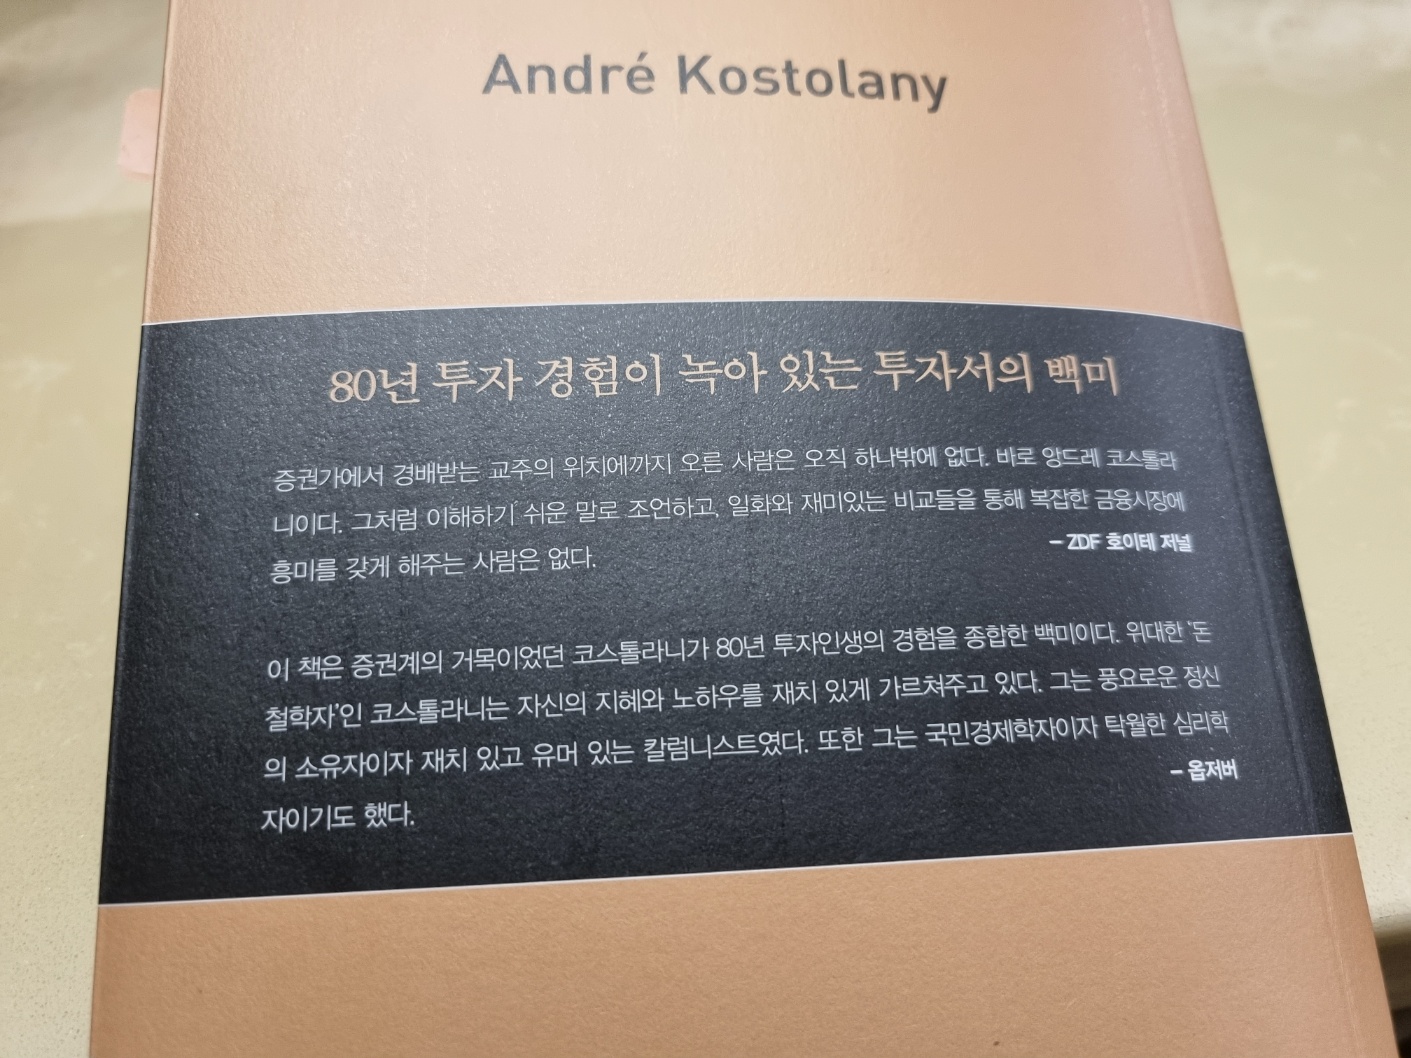 André Kostolany
80년 투자 경험이 녹아 있는 투자서의 백미
증권가에서 경배받는 교주의 위치에까지 오른 사람은 오직 하나밖에 없다. 바로 앙드레 코스톨라
니이다. 그처럼 이해하기 쉬운 말로 조언하고, 일화와 재미있는 비교들을 통해 복잡한 금융시장에
흥미를 갖게 해주는 사람은 없다.
– ZDF 호이테 저널
이 책은 증권계의 거목이었던 코스톨라니가 80년 투자인생의 경험을 종합한 백미이다. 위대한 '돈
철학자'인 코스톨라니는 자신의 지혜와 노하우를 재치 있게 가르쳐주고 있다. 그는 풍요로운 정신
의 소유자이자 재치 있고 유머 있는 칼럼니스트였다. 또한 그는 국민경제학자이자 탁월한 심리학
자이기도 했다.
– 옵저버